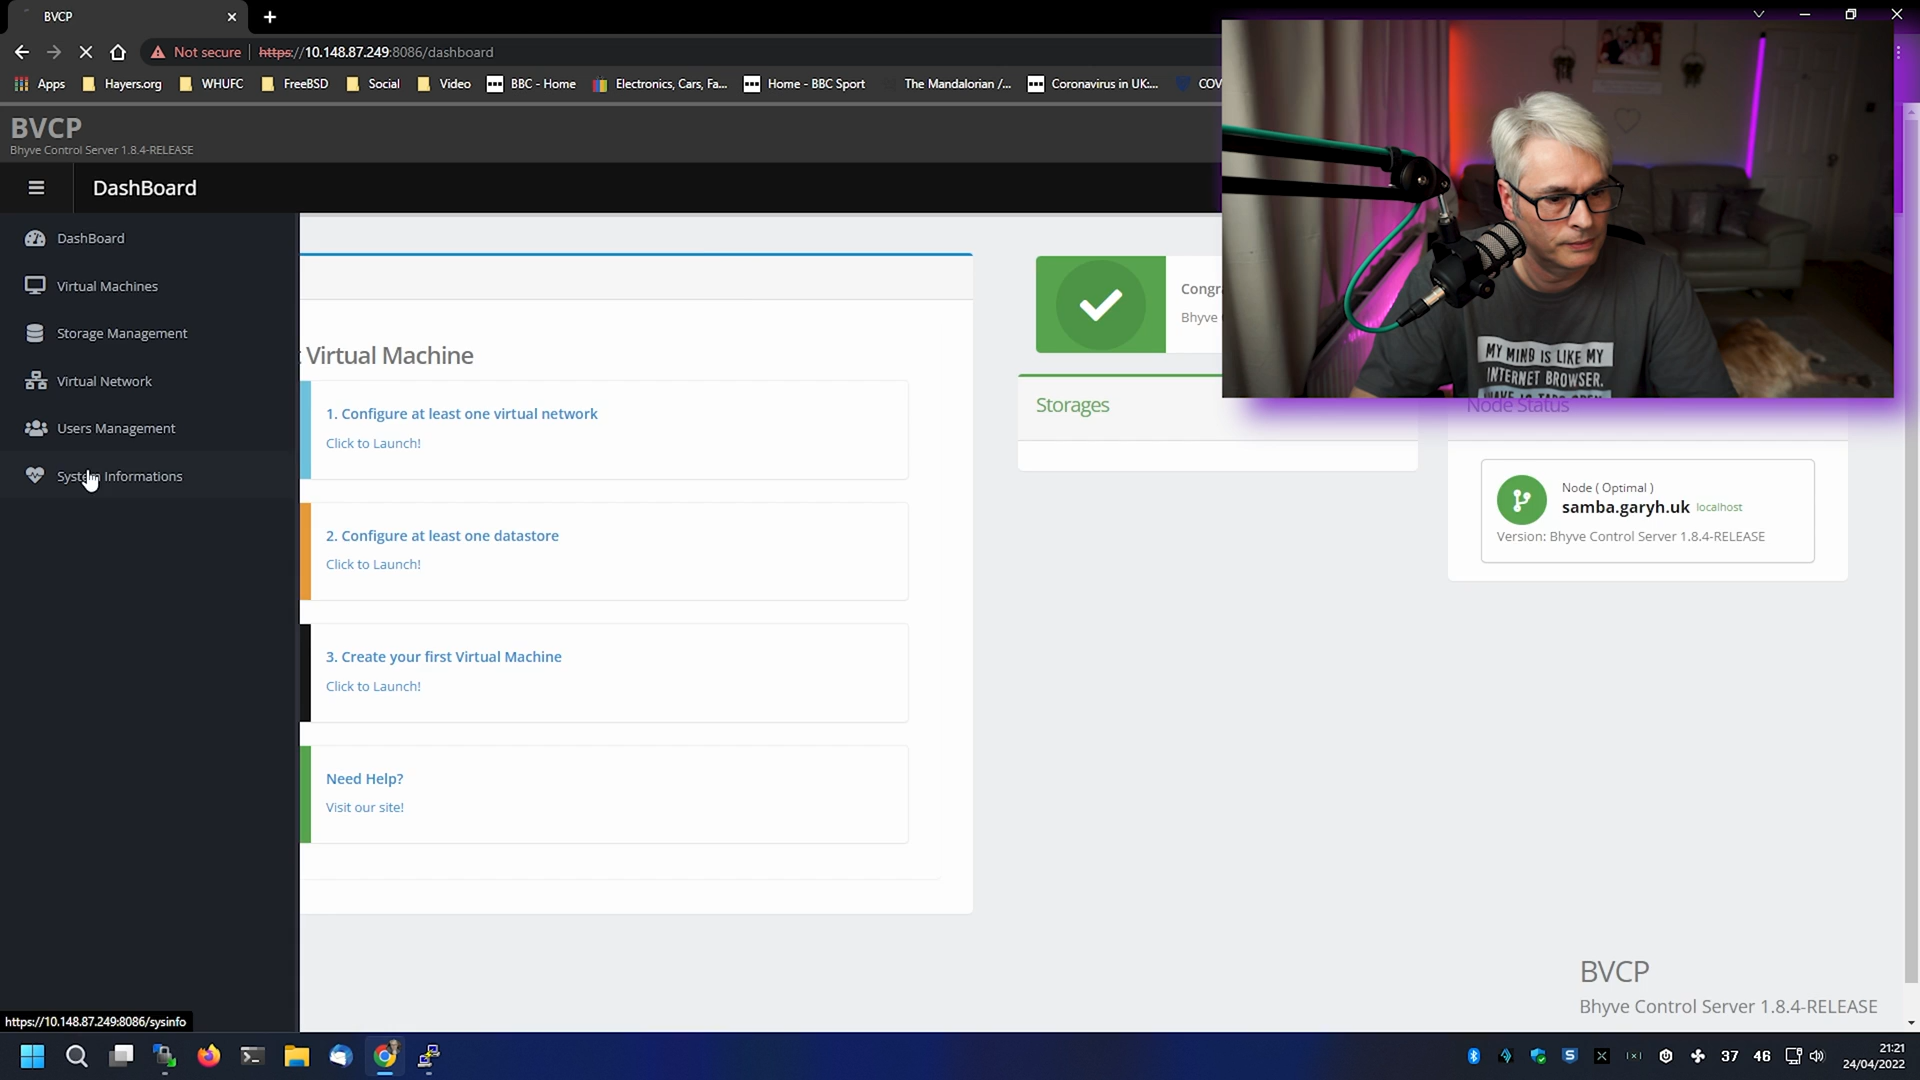 BVCP
Not secure
https://10.148.87.249:8086/dashboard
Apps
Hayers.org
WHUFC
FreeBSD
Social
Video
BBC - Home
Electronics, Cars, Fa...
Home - BBC Sport
The Mandalorian /...
Coronavirus in UK:...
COV
BVCP
Bhyve Control Server 1.8.4-RELEASE
DashBoard
DashBoard
Virtual Machines
Storage Management
Virtual Network
Users Management
System Informations
Virtual Machine
1. Configure at least one virtual network
Click to Launch!
2. Configure at least one datastore
Click to Launch!
3. Create your first Virtual Machine
Click to Launch!
Need Help?
Visit our site!
Congr
Bhyve
Storages
Node Status
Node ( Optimal )
samba.garyh.uk localhost
Version: Bhyve Control Server 1.8.4-RELEASE
MY MIND IS LIKE MY
INTERNET BROWSER.
BVCP
Bhyve Control Server 1.8.4-RELEASE
https://10.148.87.249:8086/sysinfo
37
46
21:21
24/04/2022